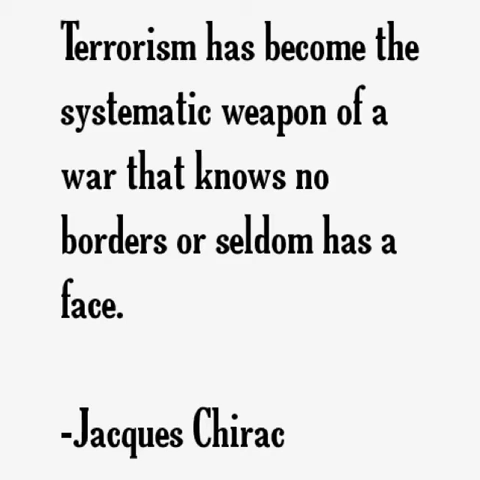 Terrorism has become the
systematic weapon of a
war that knows no
borders or seldom has a
face.
-Jacques Chirac